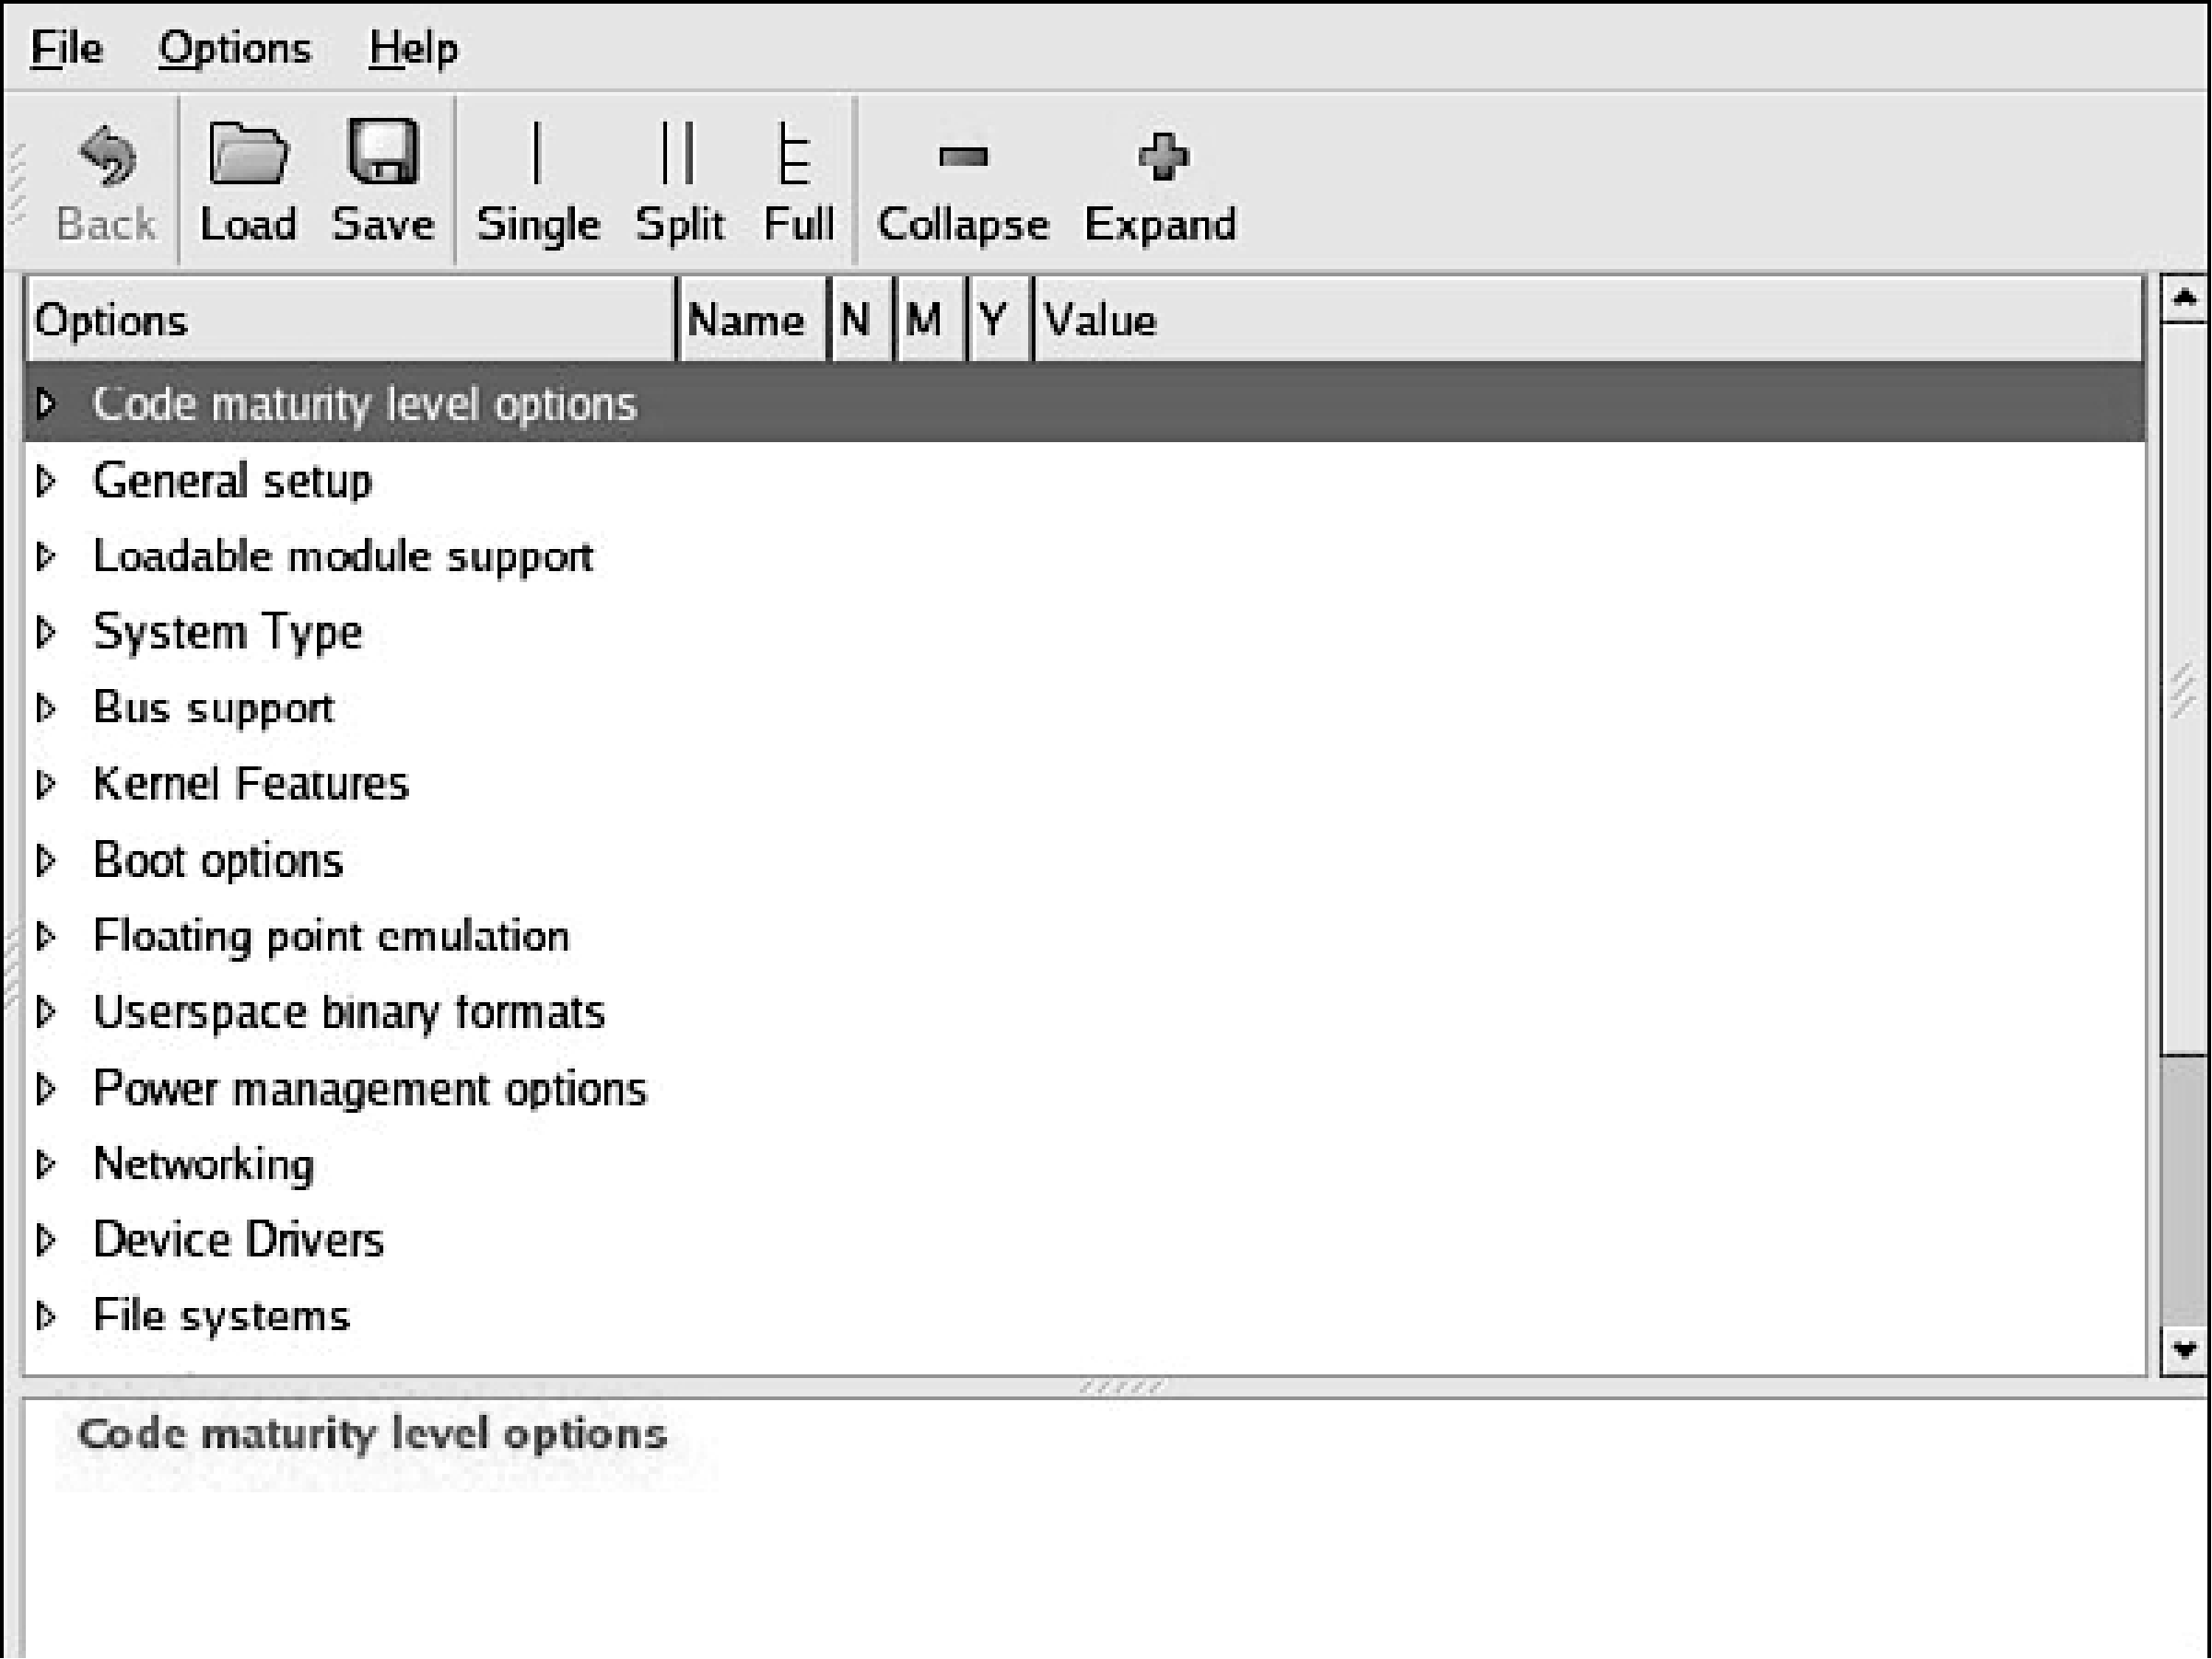 File Options Help
Back Load Save Single Split Full Collapse Expand
Options Name N M Y Value
Code maturity level options
General setup
Loadable module support
System Type
Bus support
Kernel Features
Boot options
Floating point emulation
Userspace binary formats
Power management options
Networking
Device Drivers
File systems
Code maturity level options